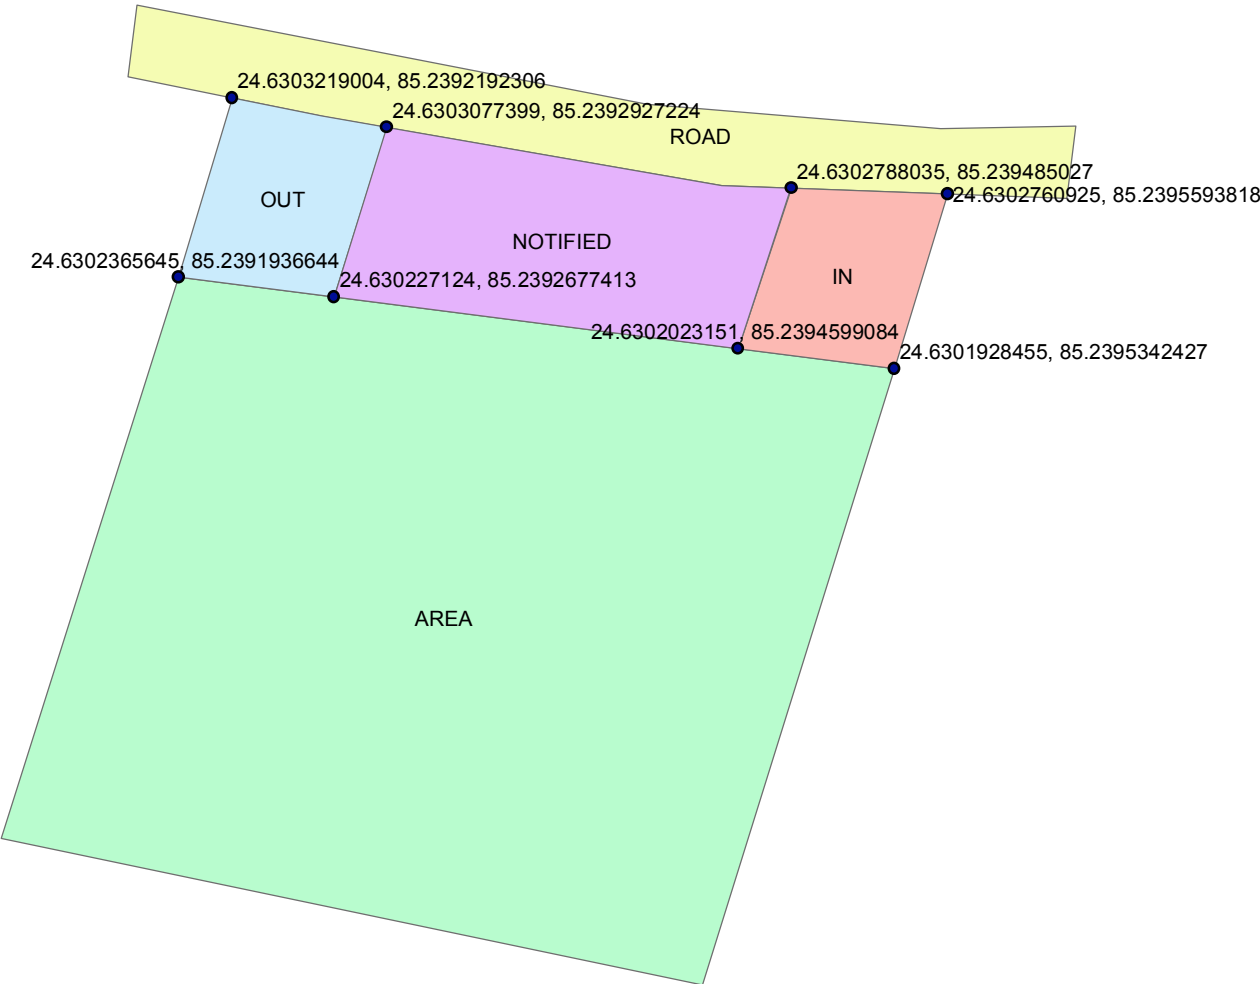 24.6303219004, 85.2392192306
24.6303077399, 85.2392927224
ROAD
24.6302788035, 85.239485027
24.6302760925, 85.2395593818
OUT
NOTIFIED
24.6302365645, 85.2391936644
IN
24.630227124, 85.2392677413
24.6302023151, 85.2394599084
24.6301928455, 85.2395342427
AREA